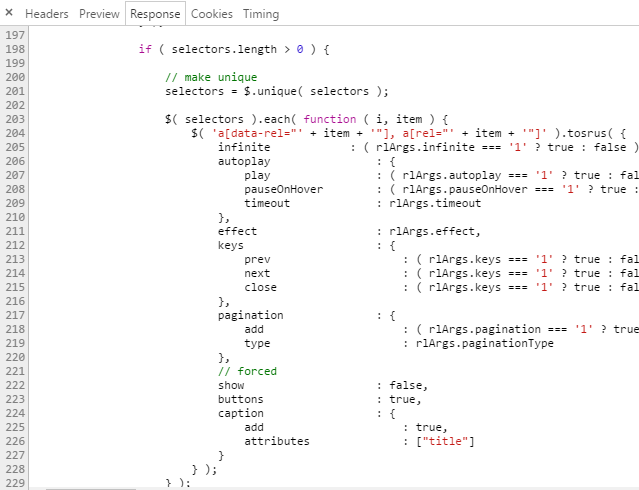 × Headers Preview Response Cookies Timing
197
198 if ( selectors.length > 0 ) {
199
200 // make unique
201 selectors = $.unique( selectors );
202
203 $( selectors ).each( function ( i, item ) {
204 $( 'a[data-rel="' + item + '"], a[rel="' + item + '"]' ).tosrus( {
205 infinite : ( rlArgs.infinite === '1' ? true : false )
206 autoplay : {
207 play : ( rlArgs.autoplay === '1' ? true : fal
208 pauseOnHover : ( rlArgs.pauseOnHover === '1' ? true :
209 timeout : rlArgs.timeout
210 },
211 effect : rlArgs.effect,
212 keys : {
213 prev : ( rlArgs.keys === '1' ? true : fal
214 next : ( rlArgs.keys === '1' ? true : fal
215 close : ( rlArgs.keys === '1' ? true : fal
216 },
217 pagination : {
218 add : ( rlArgs.pagination === '1' ? true
219 type : rlArgs.paginationType
220 },
221 // forced
222 show : false,
223 buttons : true,
224 caption : {
225 add : true,
226 attributes : ["title"]
227 }
228 } );
229 } );